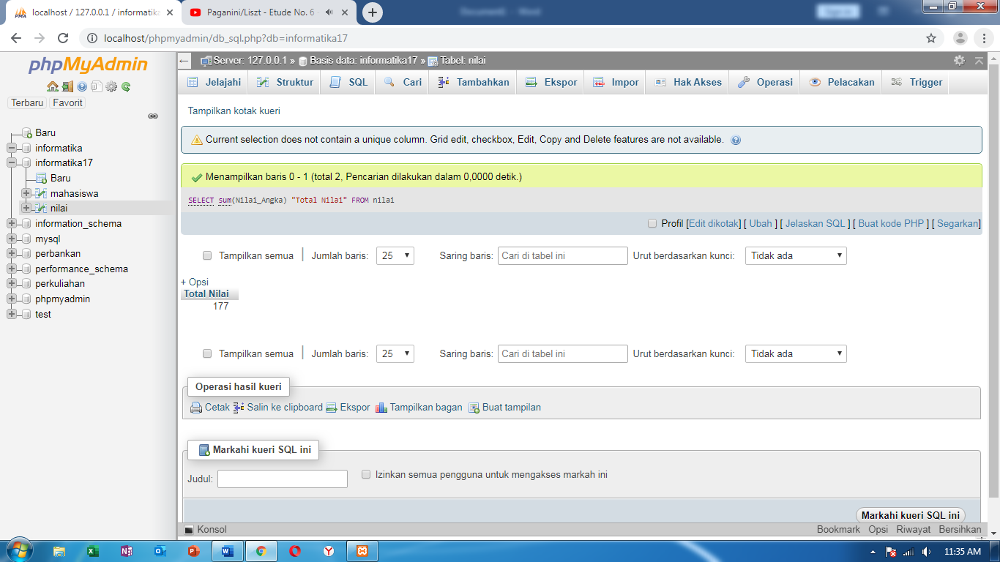 localhost / 127.0.0.1 / informatika
Paganini/Liszt - Etude No. 6
localhost/phpmyadmin/db_sql.php?db=informatika17
phpMyAdmin
Terbaru Favorit
Baru
informatika
informatika17
Baru
mahasiswa
nilai
information_schema
mysql
perbankan
performance_schema
perkuliahan
phpmyadmin
test
Server: 127.0.0.1 » Basis data: informatika17 » Tabel: nilai
Jelajahi Struktur SQL Cari Tambahkan Ekspor Impor Hak Akses Operasi Pelacakan Trigger
Tampilkan kotak kueri
Current selection does not contain a unique column. Grid edit, checkbox, Edit, Copy and Delete features are not available.
Menampilkan baris 0 - 1 (total 2, Pencarian dilakukan dalam 0,0000 detik.)
SELECT sum(Nilai_Angka) "Total Nilai" FROM nilai
Profil [Edit dikotak] [ Ubah ] [ Jelaskan SQL ] [ Buat kode PHP ] [ Segarkan]
Tampilkan semua | Jumlah baris: 25 Saring baris: Cari di tabel ini Urut berdasarkan kunci: Tidak ada
+ Opsi
Total Nilai
177
Tampilkan semua | Jumlah baris: 25 Saring baris: Cari di tabel ini Urut berdasarkan kunci: Tidak ada
Operasi hasil kueri
Cetak Salin ke clipboard Ekspor Tampilkan bagan Buat tampilan
Markahi kueri SQL ini
Judul: Izinkan semua pengguna untuk mengakses markah ini
Markahi kueri SQL ini
Konsol Bookmark Opsi Riwayat Bersihkan
11:35 AM